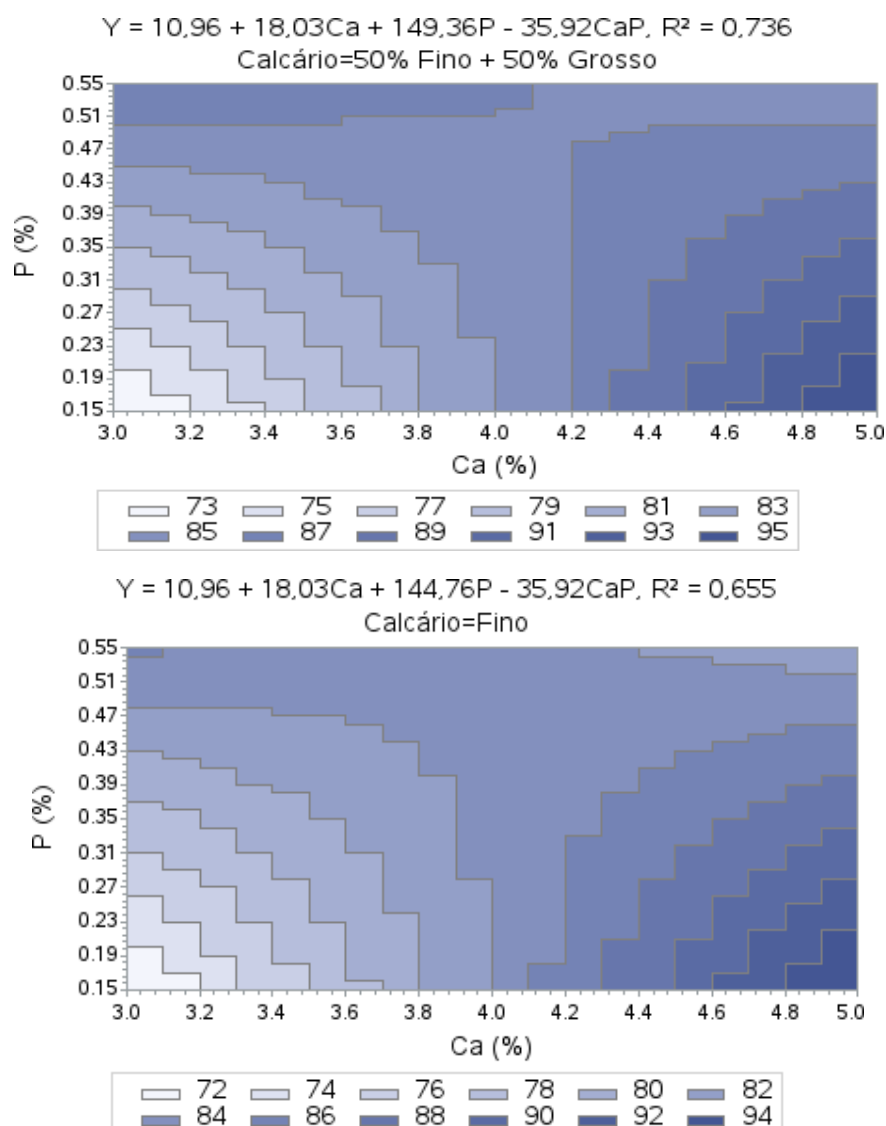 Y = 10,96 + 18,03Ca + 149,36P - 35,92CaP, R² = 0,736
Calcário=50% Fino + 50% Grosso
0.55
0.51
0.47
0.43
0.39
0.35
0.31
0.27
0.23
0.19
0.15
P (%)
3.0 3.2 3.4 3.6 3.8 4.0 4.2 4.4 4.6 4.8 5.0
Ca (%)
73 75 77 79 81 83
85 87 89 91 93 95
Y = 10,96 + 18,03Ca + 144,76P - 35,92CaP, R² = 0,655
Calcário=Fino
0.55
0.51
0.47
0.43
0.39
0.35
0.31
0.27
0.23
0.19
0.15
P (%)
3.0 3.2 3.4 3.6 3.8 4.0 4.2 4.4 4.6 4.8 5.0
Ca (%)
72 74 76 78 80 82
84 86 88 90 92 94